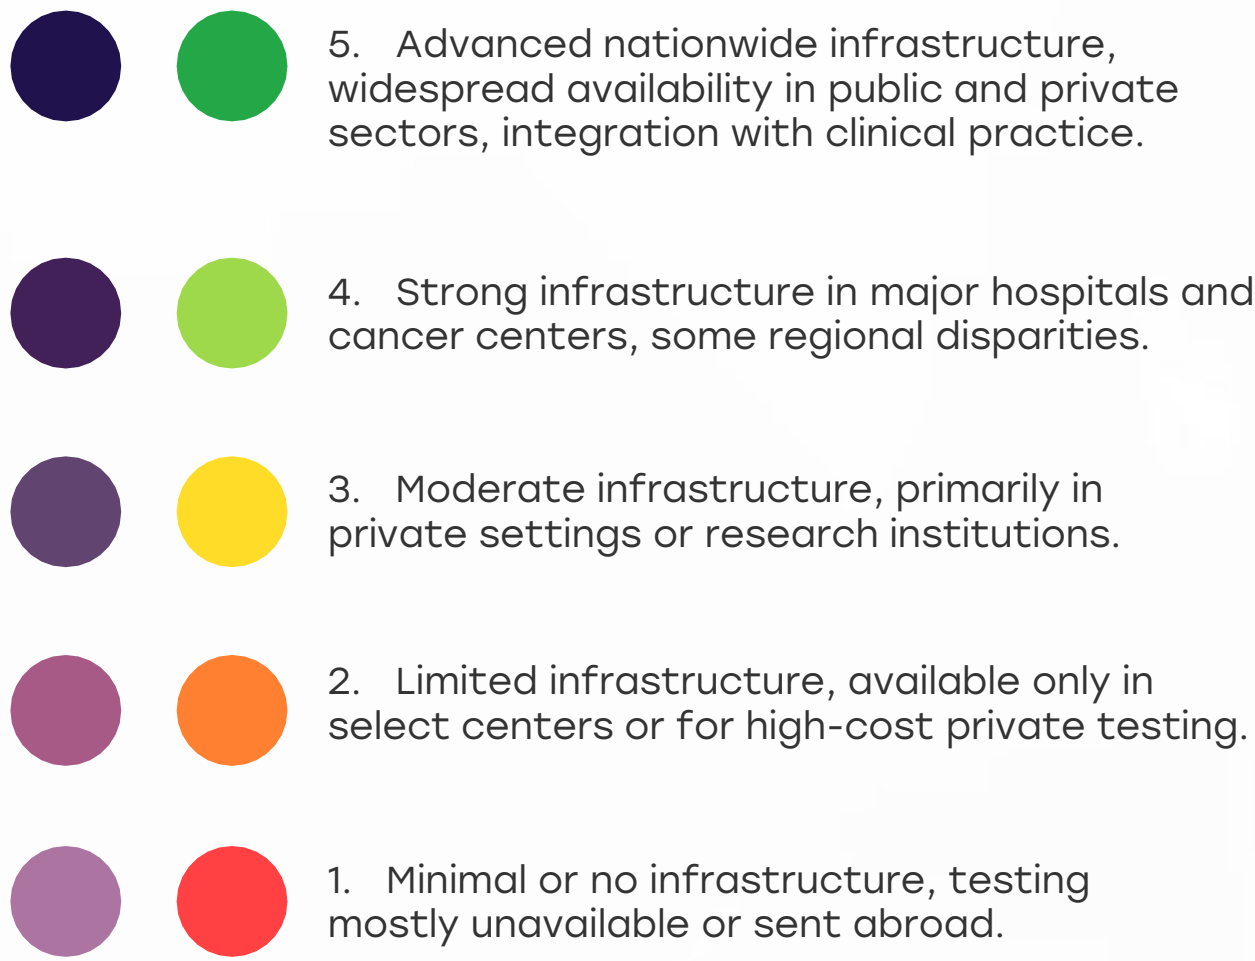 5. Advanced nationwide infrastructure,
widespread availability in public and private
sectors, integration with clinical practice.
4. Strong infrastructure in major hospitals and
cancer centers, some regional disparities.
3. Moderate infrastructure, primarily in
private settings or research institutions.
2. Limited infrastructure, available only in
select centers or for high-cost private testing.
1. Minimal or no infrastructure, testing
mostly unavailable or sent abroad.